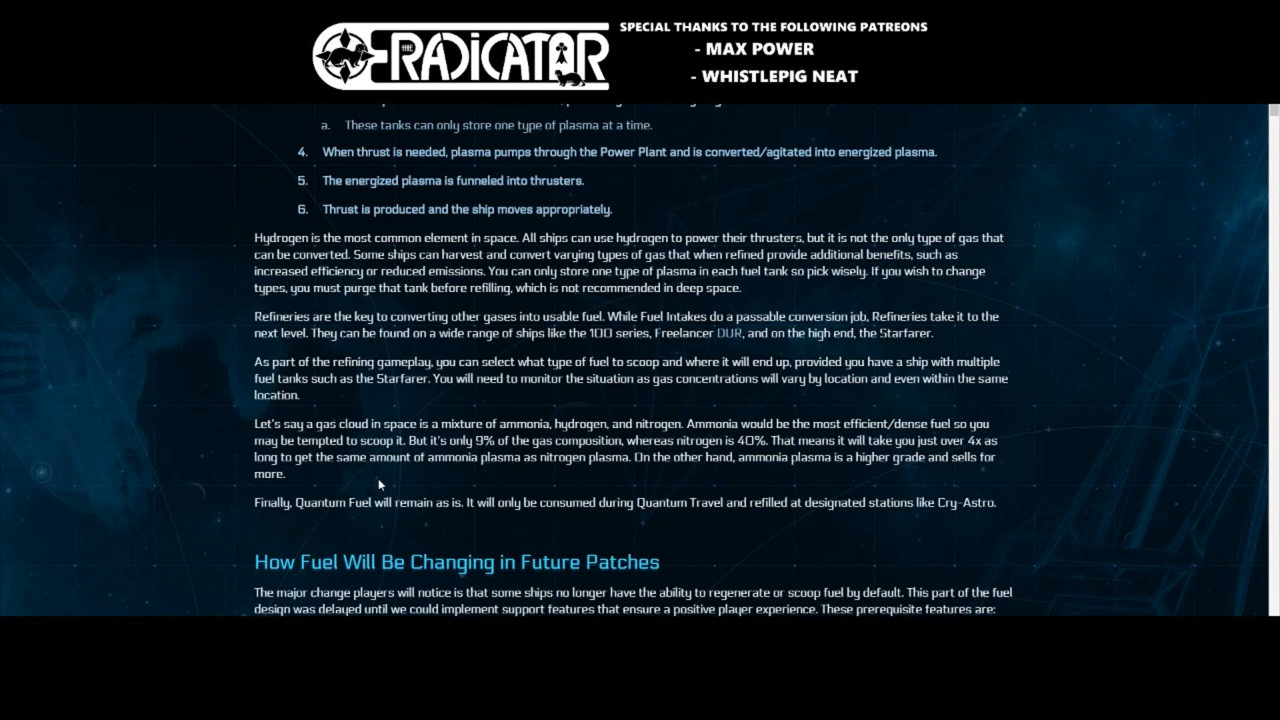 THE ERADICATOR
SPECIAL THANKS TO THE FOLLOWING PATREONS
- MAX POWER
- WHISTLEPIG NEAT
a. These tanks can only store one type of plasma at a time.
4. When thrust is needed, plasma pumps through the Power Plant and is converted/agitated into energized plasma.
5. The energized plasma is funneled into thrusters.
6. Thrust is produced and the ship moves appropriately.
Hydrogen is the most common element in space. All ships can use hydrogen to power their thrusters, but it is not the only type of gas that
can be converted. Some ships can harvest and convert varying types of gas that when refined provide additional benefits, such as
increased efficiency or reduced emissions. You can only store one type of plasma in each fuel tank so pick wisely. If you wish to change
types, you must purge that tank before refilling, which is not recommended in deep space.
Refineries are the key to converting other gases into usable fuel. While Fuel Intakes do a passable conversion job, Refineries take it to the
next level. They can be found on a wide range of ships like the 100 series, Freelancer DUR, and on the high end, the Starfarer.
As part of the refining gameplay, you can select what type of fuel to scoop and where it will end up, provided you have a ship with multiple
fuel tanks such as the Starfarer. You will need to monitor the situation as gas concentrations will vary by location and even within the same
location.
Let's say a gas cloud in space is a mixture of ammonia, hydrogen, and nitrogen. Ammonia would be the most efficient/dense fuel so you
may be tempted to scoop it. But it's only 9% of the gas composition, whereas nitrogen is 40%. That means it will take you just over 4x as
long to get the same amount of ammonia plasma as nitrogen plasma. On the other hand, ammonia plasma is a higher grade and sells for
more.
Finally, Quantum Fuel will remain as is. It will only be consumed during Quantum Travel and refilled at designated stations like Cry-Astro.
How Fuel Will Be Changing in Future Patches
The major change players will notice is that some ships no longer have the ability to regenerate or scoop fuel by default. This part of the fuel
design was delayed until we could implement support features that ensure a positive player experience. These prerequisite features are: